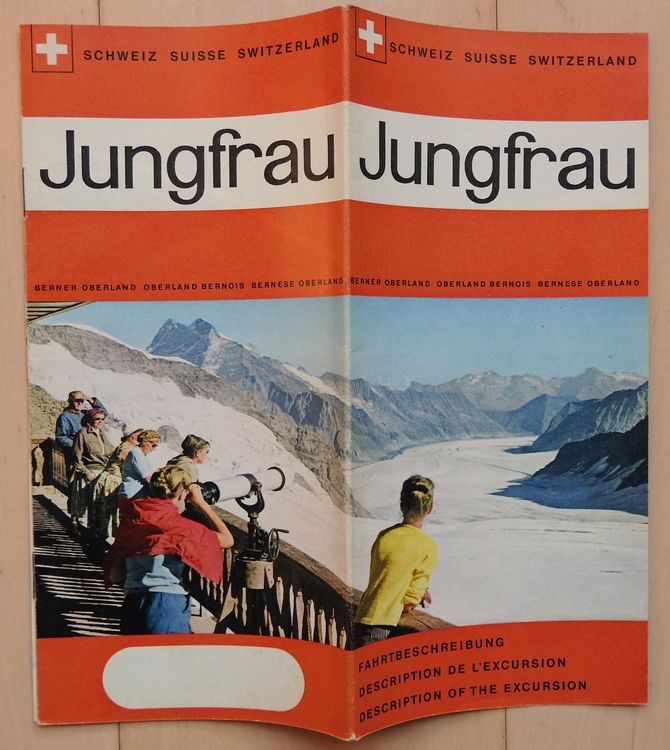 SCHWEIZ SUISSE SWITZERLAND
Jungfrau
BERNER OBERLAND OBERLAND BERNOIS BERNESE OBERLAND
SCHWEIZ SUISSE SWITZERLAND
Jungfrau
BERNER OBERLAND OBERLAND BERNOIS BERNESE OBERLAND
FAHRTBESCHREIBUNG
DESCRIPTION DE L'EXCURSION
DESCRIPTION OF THE EXCURSION